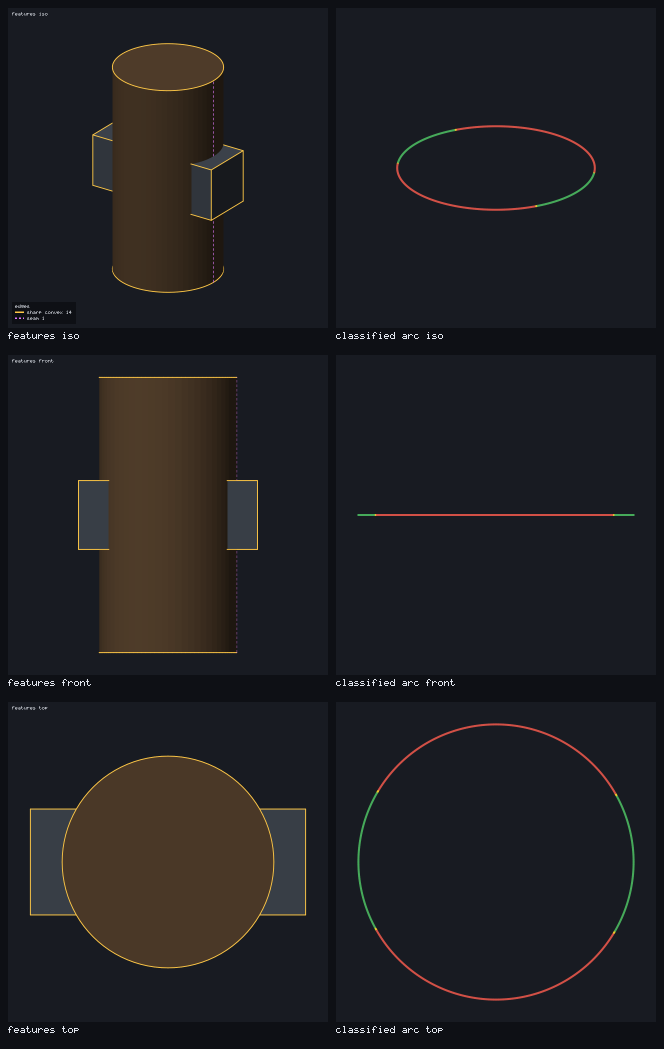 features iso
edges
sharp convex 14
seam 1
features iso
classified arc iso
features front
features front
classified arc front
features top
features top
classified arc top